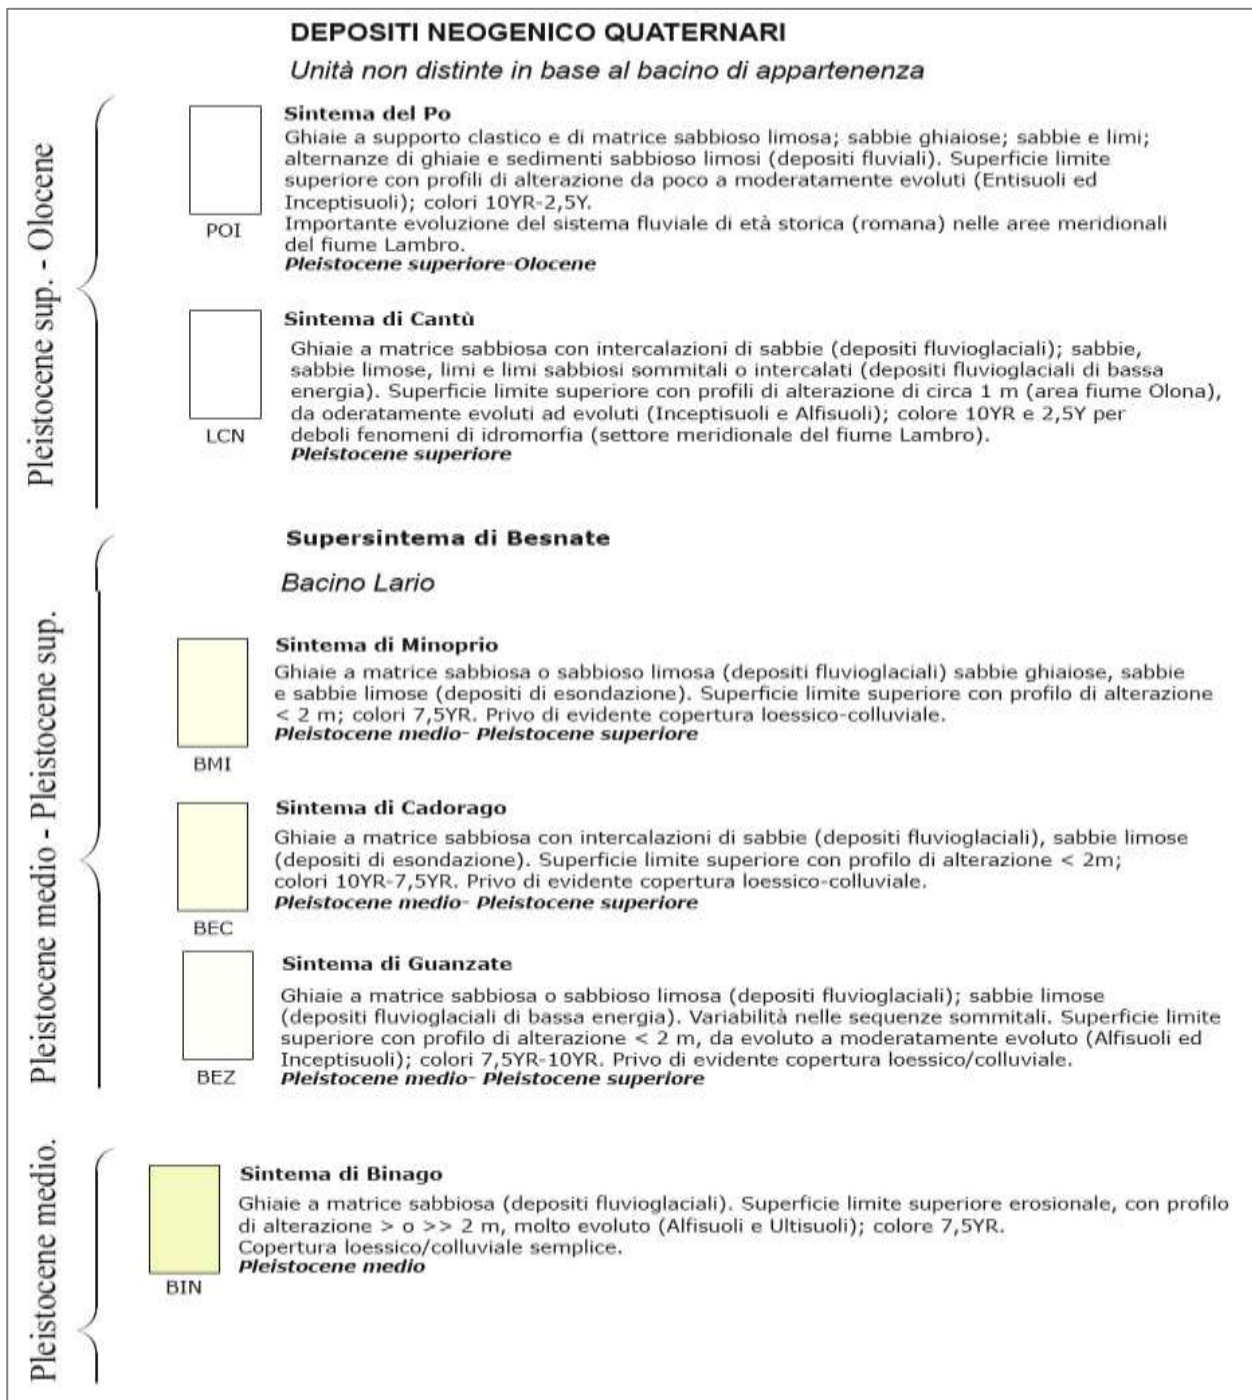 DEPOSITI NEOGENICO QUATERNARI
Unità non distinte in base al bacino di appartenenza
Pleistocene sup. - Olocene
Sintema del Po
Ghiaie a supporto clastico e di matrice sabbioso limosa; sabbie ghiaiose; sabbie e limi;
alternanze di ghiaie e sedimenti sabbioso limosi (depositi fluviali). Superficie limite
superiore con profili di alterazione da poco a moderatamente evoluti (Entisuoli ed
Inceptisuoli); colori 10YR-2,5Y.
POI
Importante evoluzione del sistema fluviale di età storica (romana) nelle aree meridionali
del fiume Lambro.
Pleistocene superiore-Olocene
Sintema di Cantù
Ghiaie a matrice sabbiosa con intercalazioni di sabbie (depositi fluvioglaciali); sabbie,
sabbie limose, limi e limi sabbiosi sommitali o intercalati (depositi fluvioglaciali di bassa
energia). Superficie limite superiore con profili di alterazione di circa 1 m (area fiume Olona),
da oderatamente evoluti ad evoluti (Inceptisuoli e Alfisuoli); colore 10YR e 2,5Y per
deboli fenomeni di idromorfia (settore meridionale del fiume Lambro).
LCN
Pleistocene superiore
Pleistocene medio - Pleistocene sup.
Supersintema di Besnate
Bacino Lario
Sintema di Minoprio
Ghiaie a matrice sabbiosa o sabbioso limosa (depositi fluvioglaciali) sabbie ghiaiose, sabbie
e sabbie limose (depositi di esondazione). Superficie limite superiore con profilo di alterazione
< 2 m; colori 7,5YR. Privo di evidente copertura loessico-colluviale.
Pleistocene medio- Pleistocene superiore
BMI
Sintema di Cadorago
Ghiaie a matrice sabbiosa con intercalazioni di sabbie (depositi fluvioglaciali), sabbie limose
(depositi di esondazione). Superficie limite superiore con profilo di alterazione < 2m;
colori 10YR-7,5YR. Privo di evidente copertura loessico-colluviale.
Pleistocene medio- Pleistocene superiore
BEC
Sintema di Guanzate
Ghiaie a matrice sabbiosa o sabbioso limosa (depositi fluvioglaciali); sabbie limose
(depositi fluvioglaciali di bassa energia). Variabilità nelle sequenze sommitali. Superficie limite
superiore con profilo di alterazione < 2 m, da evoluto a moderatamente evoluto (Alfisuoli ed
Inceptisuoli); colori 7,5YR-10YR. Privo di evidente copertura loessico/colluviale.
BEZ
Pleistocene medio- Pleistocene superiore
Pleistocene medio.
Sintema di Binago
Ghiaie a matrice sabbiosa (depositi fluvioglaciali). Superficie limite superiore erosionale, con profilo
di alterazione > o >> 2 m, molto evoluto (Alfisuoli e Ultisuoli); colore 7,5YR.
Copertura loessico/colluviale semplice.
Pleistocene medio
BIN